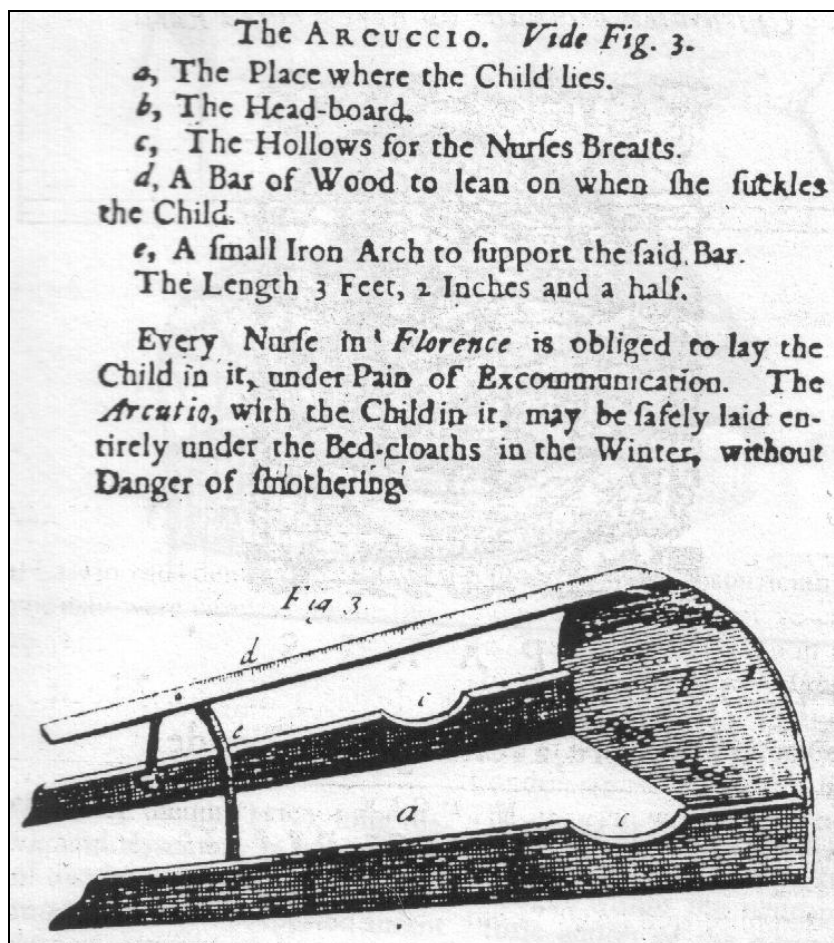 The ARCUCCIO. Vide Fig. 3.
a, The Place where the Child lies.
b, The Head-board.
c, The Hollows for the Nurſes Breaſts.
d, A Bar of Wood to lean on when ſhe ſuckles
the Child.
e, A ſmall Iron Arch to ſupport the ſaid Bar.
The Length 3 Feet, 2 Inches and a half.
Every Nurſe in Florence is obliged to lay the
Child in it, under Pain of Excommunication. The
Arcutio, with the Child in it, may be ſafely laid en-
tirely under the Bed-cloaths in the Winter, without
Danger of ſmothering.
Fig 3.
d
c
b
e
a
c